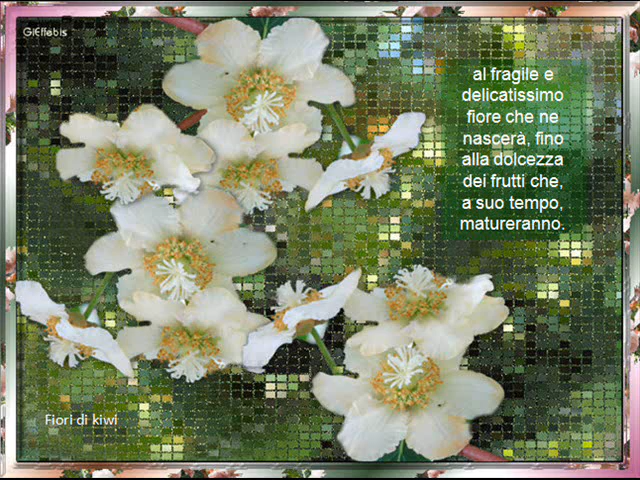 GiEffebis
al fragile e
delicatissimo
fiore che ne
nascerà, fino
alla dolcezza
dei frutti che,
a suo tempo,
matureranno.
Fiori di kiwi